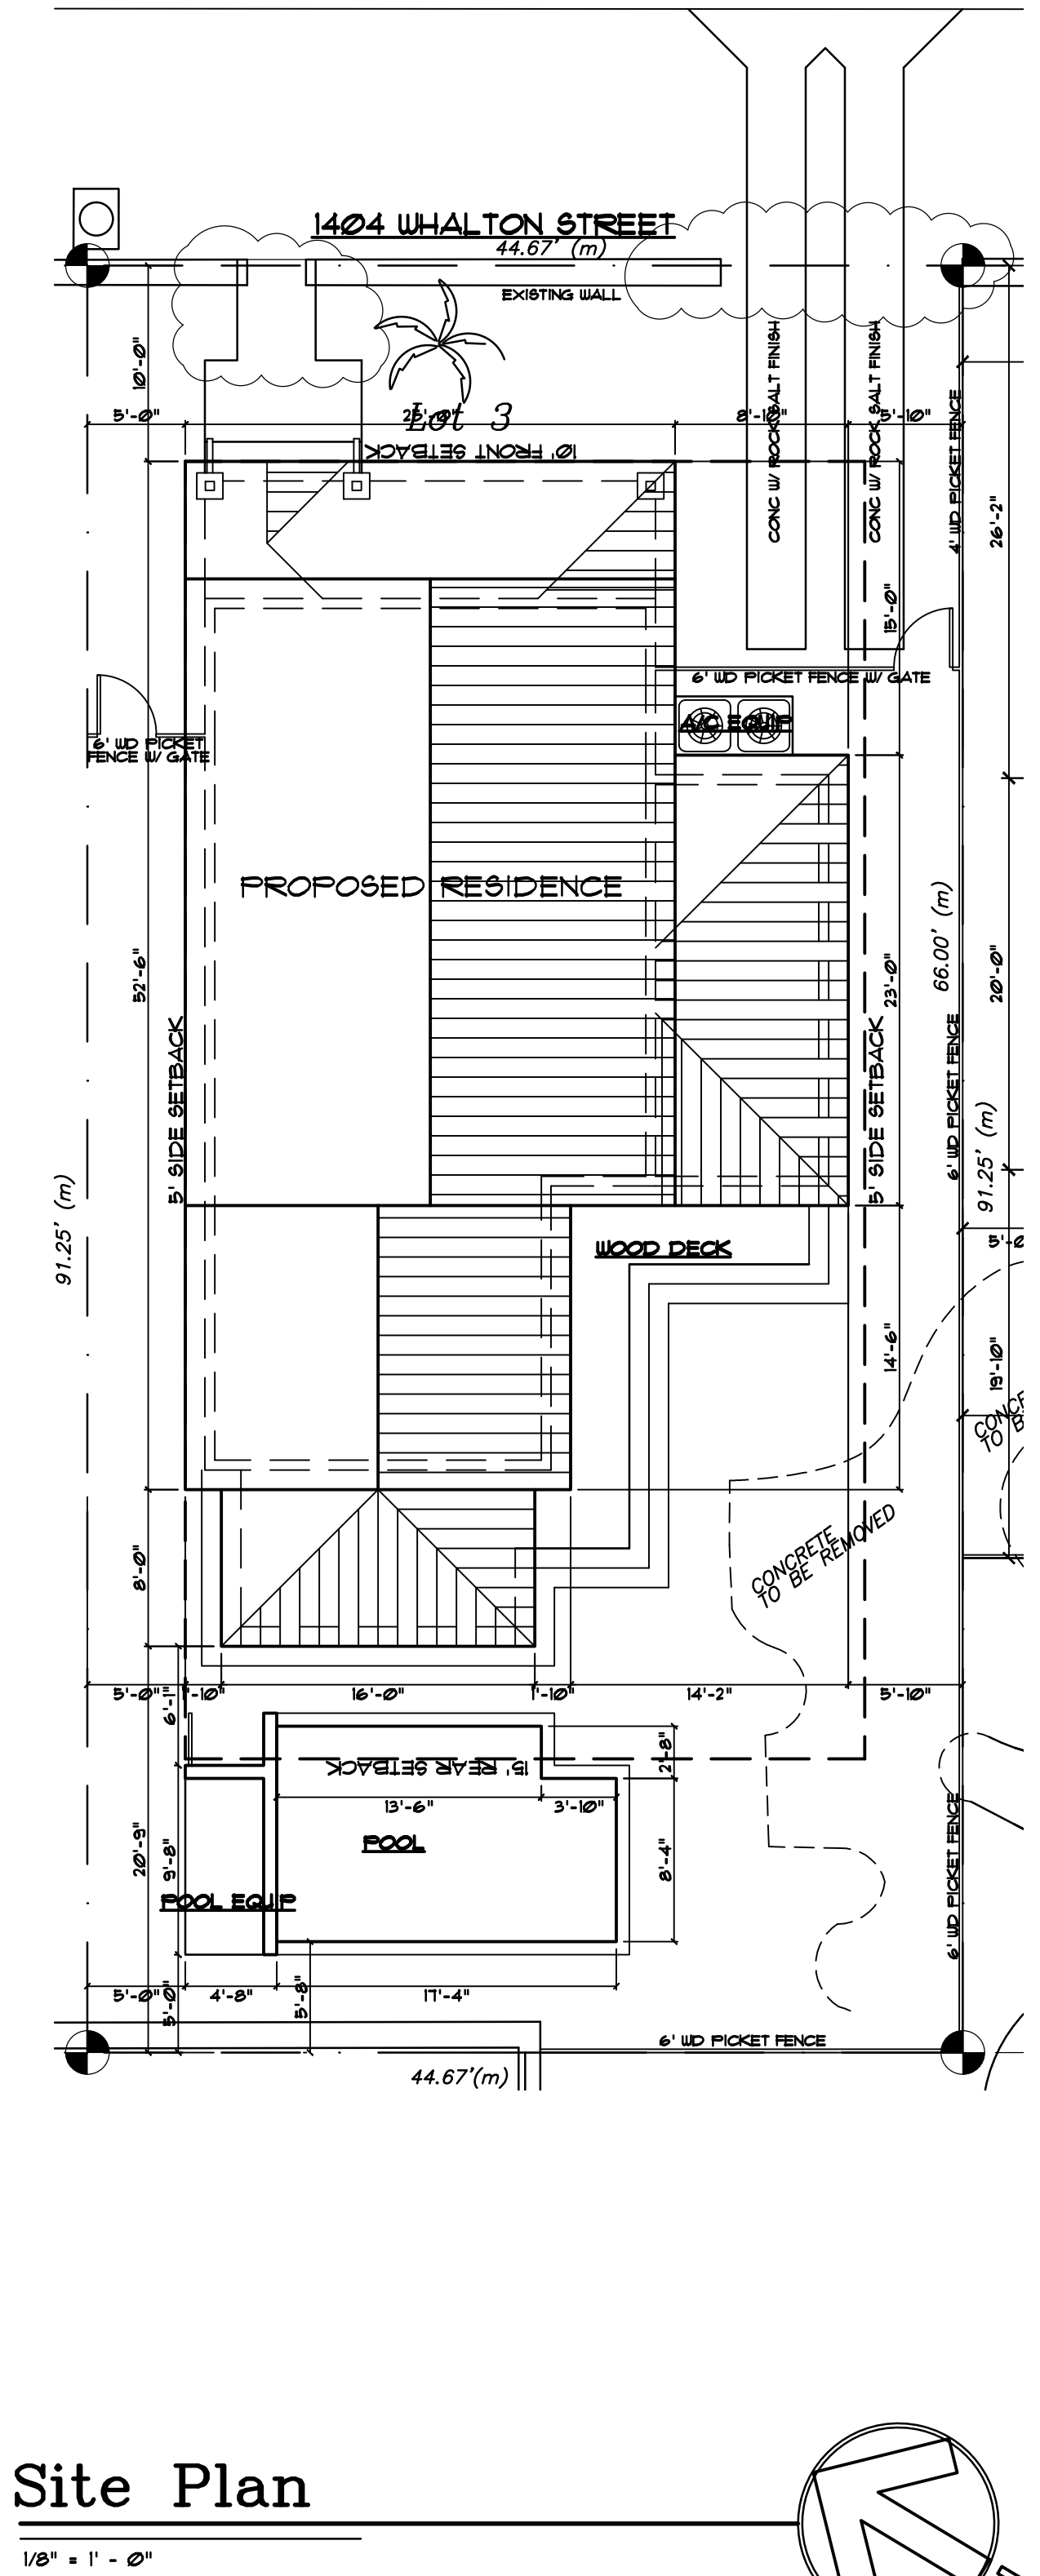 1404 WHALTON STREET
44.67' (m)
EXISTING WALL
10'-0"
5'-0"
25'-0"
Lot 3
8'-10"
5'-10"
10' FRONT SETBACK
CONC W/ ROCK SALT FINISH
CONC W/ ROCK SALT FINISH
4' WD PICKET FENCE
26'-2"
15'-0"
6' WD PICKET FENCE W/ GATE
A/C EQUIP
6' WD PICKET
FENCE W/ GATE
PROPOSED RESIDENCE
52'-6"
23'-0"
66.00' (m)
20'-0"
5' SIDE SETBACK
5' SIDE SETBACK
6' WD PICKET FENCE
91.25' (m)
91.25' (m)
WOOD DECK
5'-0
14'-6"
19'-10"
CONCRE
TO B
CONCRETE
TO BE REMOVED
8'-0"
5'-0"
1'-10"
16'-0"
1'-10"
14'-2"
5'-10"
6'-1"
15' REAR SETBACK
2'-8"
13'-6"
3'-10"
POOL
20'-9"
9'-8"
8'-4"
POOL EQUIP
6' WD PICKET FENCE
5'-0"
4'-8"
17'-4"
5'-0"
5'-8"
6' WD PICKET FENCE
44.67'(m)
Site Plan
1/8" = 1' - 0"